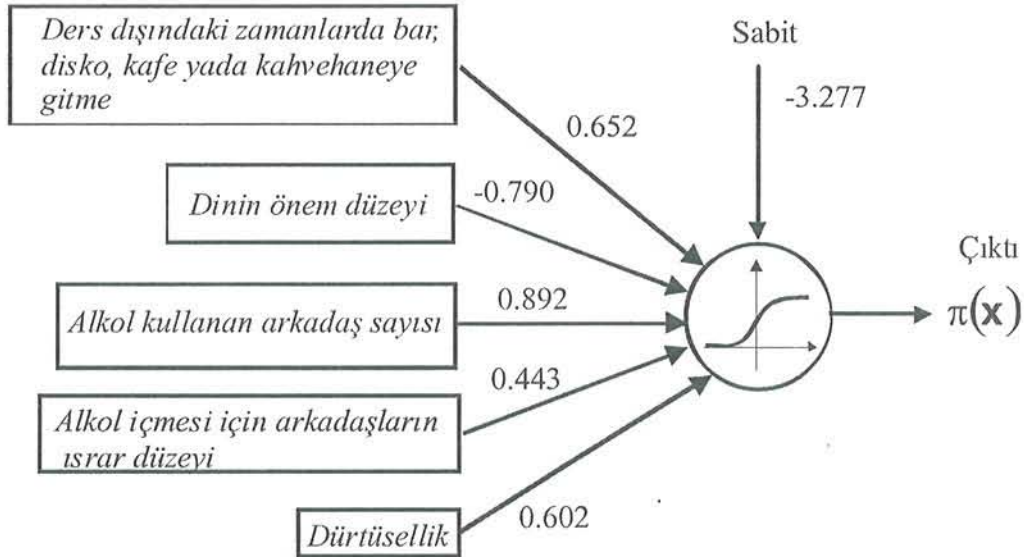 Ders dışındaki zamanlarda bar,
disko, kafe yada kahvehaneye
gitme
Sabit
-3.277
0.652
Dinin önem düzeyi
-0.790
Çıktı
π(x)
Alkol kullanan arkadaş sayısı
0.892
Alkol içmesi için arkadaşların
ısrar düzeyi
0.443
Dürtüsellik
0.602